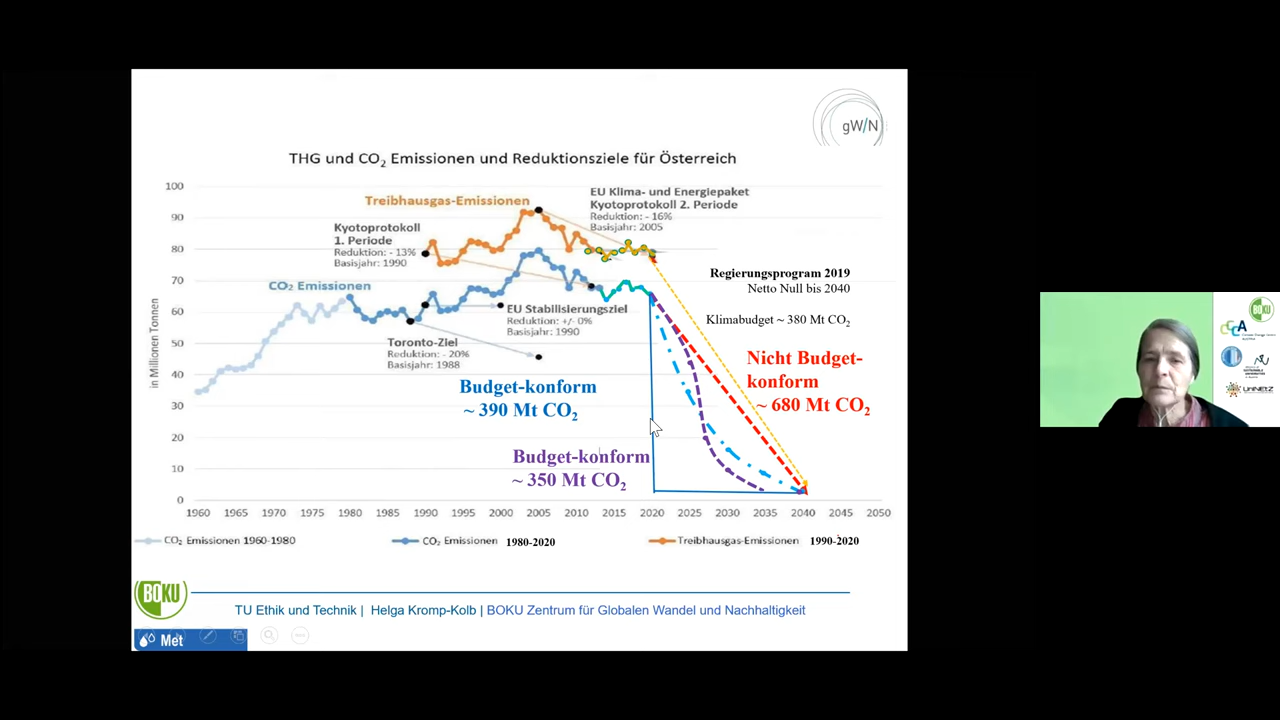 gW/N
THG und CO₂ Emissionen und Reduktionsziele für Österreich
100
90
80
70
60
50
40
30
20
10
0
in Millionen Tonnen
Treibhausgas-Emissionen
EU Klima- und Energiepaket
Kyotoprotokoll 2. Periode
Reduktion: - 16%
Basisjahr: 2005
Kyotoprotokoll
1. Periode
Reduktion: - 13%
Basisjahr: 1990
CO₂ Emissionen
EU Stabilisierungsziel
Reduktion: +/- 0%
Basisjahr: 1990
Toronto-Ziel
Reduktion: - 20%
Basisjahr: 1988
Regierungsprogram 2019
Netto Null bis 2040
Klimabudget ~ 380 Mt CO₂
Nicht Budget-
konform
~ 680 Mt CO₂
Budget-konform
~ 390 Mt CO₂
Budget-konform
~ 350 Mt CO₂
1960 1965 1970 1975 1980 1985 1990 1995 2000 2005 2010 2015 2020 2025 2030 2035 2040 2045 2050
CO₂ Emissionen 1960-1980
CO₂ Emissionen 1980-2020
Treibhausgas-Emissionen 1990-2020
BOKU
TU Ethik und Technik | Helga Kromp-Kolb | BOKU Zentrum für Globalen Wandel und Nachhaltigkeit
Met
BOKU
CCCA
UniNEtZ